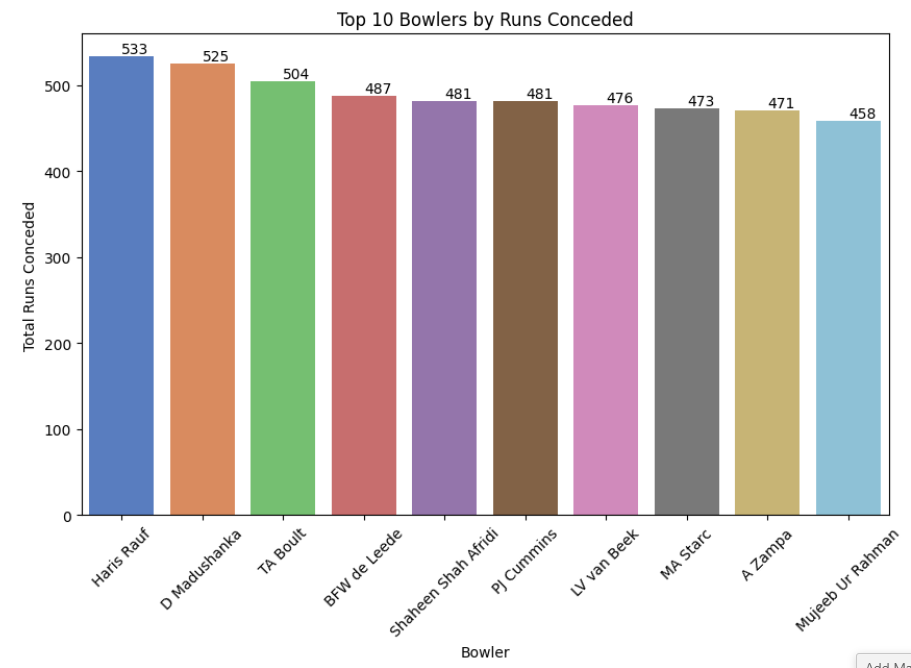 Top 10 Bowlers by Runs Conceded
533
525
504
487
481
481
476
473
471
458
Total Runs Conceded
500
400
300
200
100
0
Haris Rauf
D Madushanka
TA Boult
BFW de Leede
Shaheen Shah Afridi
PJ Cummins
LV van Beek
MA Starc
A Zampa
Mujeeb Ur Rahman
Bowler